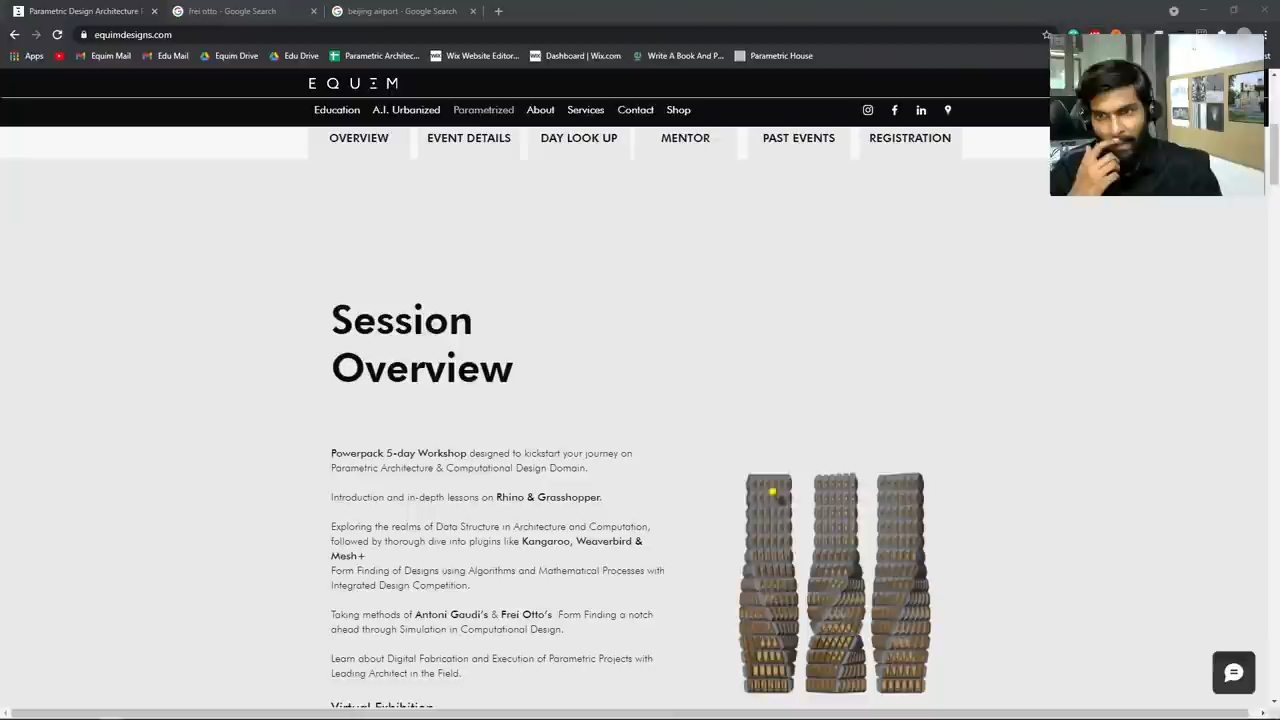 Parametric Design Architecture
frei otto - Google Search
beijing airport - Google Search
equimdesigns.com
Apps
Equim Mail
Edu Mail
Equim Drive
Edu Drive
Parametric Architec...
Wix Website Editor...
Dashboard | Wix.com
Write A Book And P...
Parametric House
EQUIM
Education
A.I. Urbanized
Parametrized
About
Services
Contact
Shop
OVERVIEW
EVENT DETAILS
DAY LOOK UP
MENTOR
PAST EVENTS
REGISTRATION
Session
Overview
Powerpack 5-day Workshop designed to kickstart your journey on
Parametric Architecture & Computational Design Domain.
Introduction and in-depth lessons on Rhino & Grasshopper.
Exploring the realms of Data Structure in Architecture and Computation,
followed by thorough dive into plugins like Kangaroo, Weaverbird &
Mesh+
Form Finding of Designs using Algorithms and Mathematical Processes with
Integrated Design Competition.
Taking methods of Antoni Gaudi's & Frei Otto's Form Finding a notch
ahead through Simulation in Computational Design.
Learn about Digital Fabrication and Execution of Parametric Projects with
Leading Architect in the Field.
Virtual Exhibition